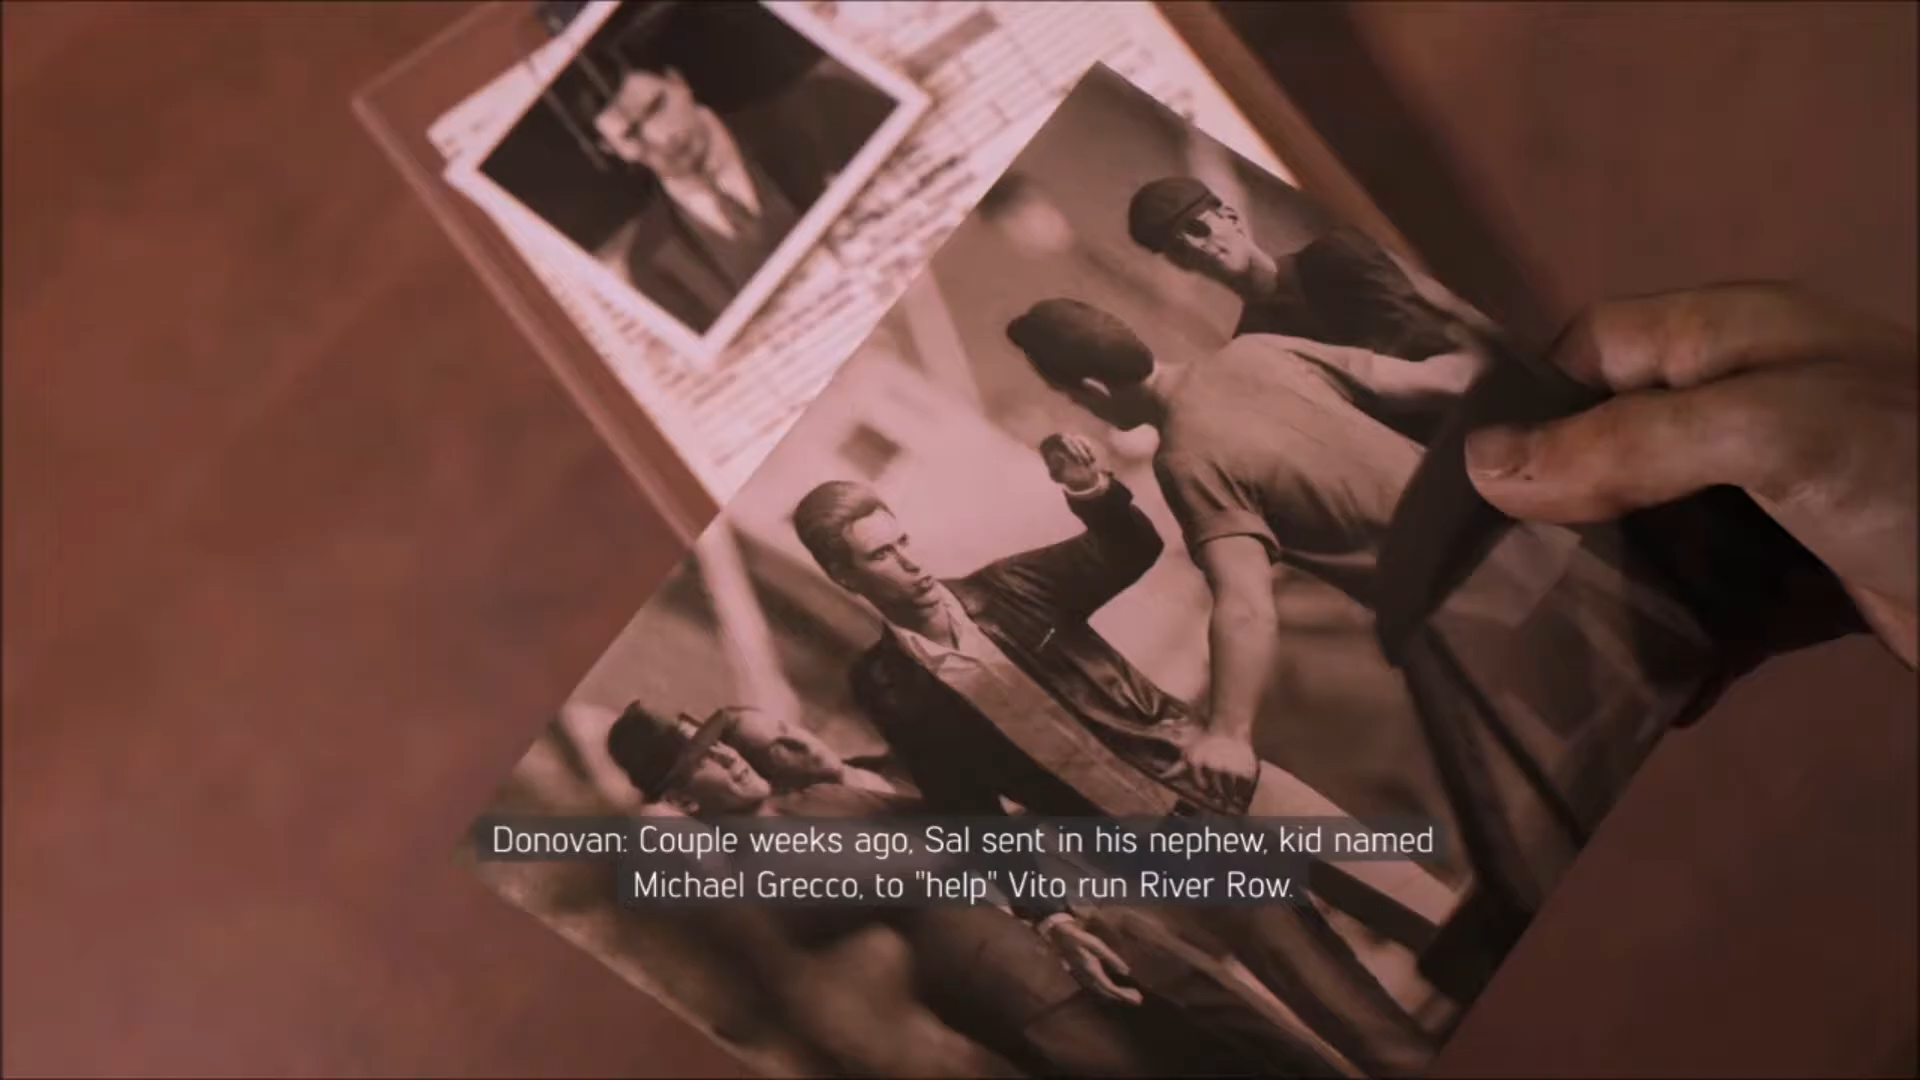 Donovan: Couple weeks ago, Sal sent in his nephew, kid named
Michael Grecco, to "help" Vito run River Row.